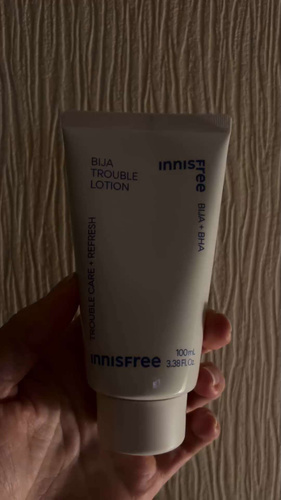 BIJA
TROUBLE
LOTION
INNISFREE
BIJA + BHA
TROUBLE CARE + REFRESH
INNISFREE
100mL
3.38 Fl.Oz